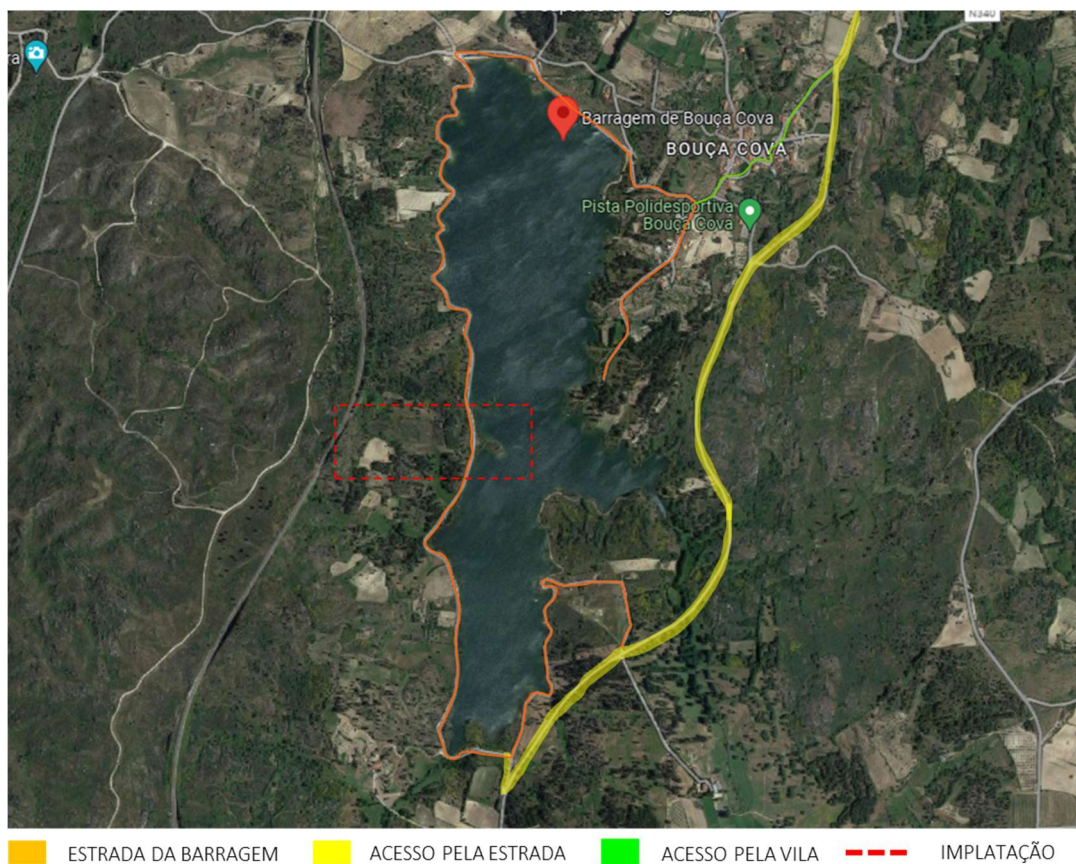 N340
ra
Barragem de Bouça Cova
BOUÇA COVA
Pista Polidesportiva
Bouça Cova
ESTRADA DA BARRAGEM
ACESSO PELA ESTRADA
ACESSO PELA VILA
IMPLATAÇÃO